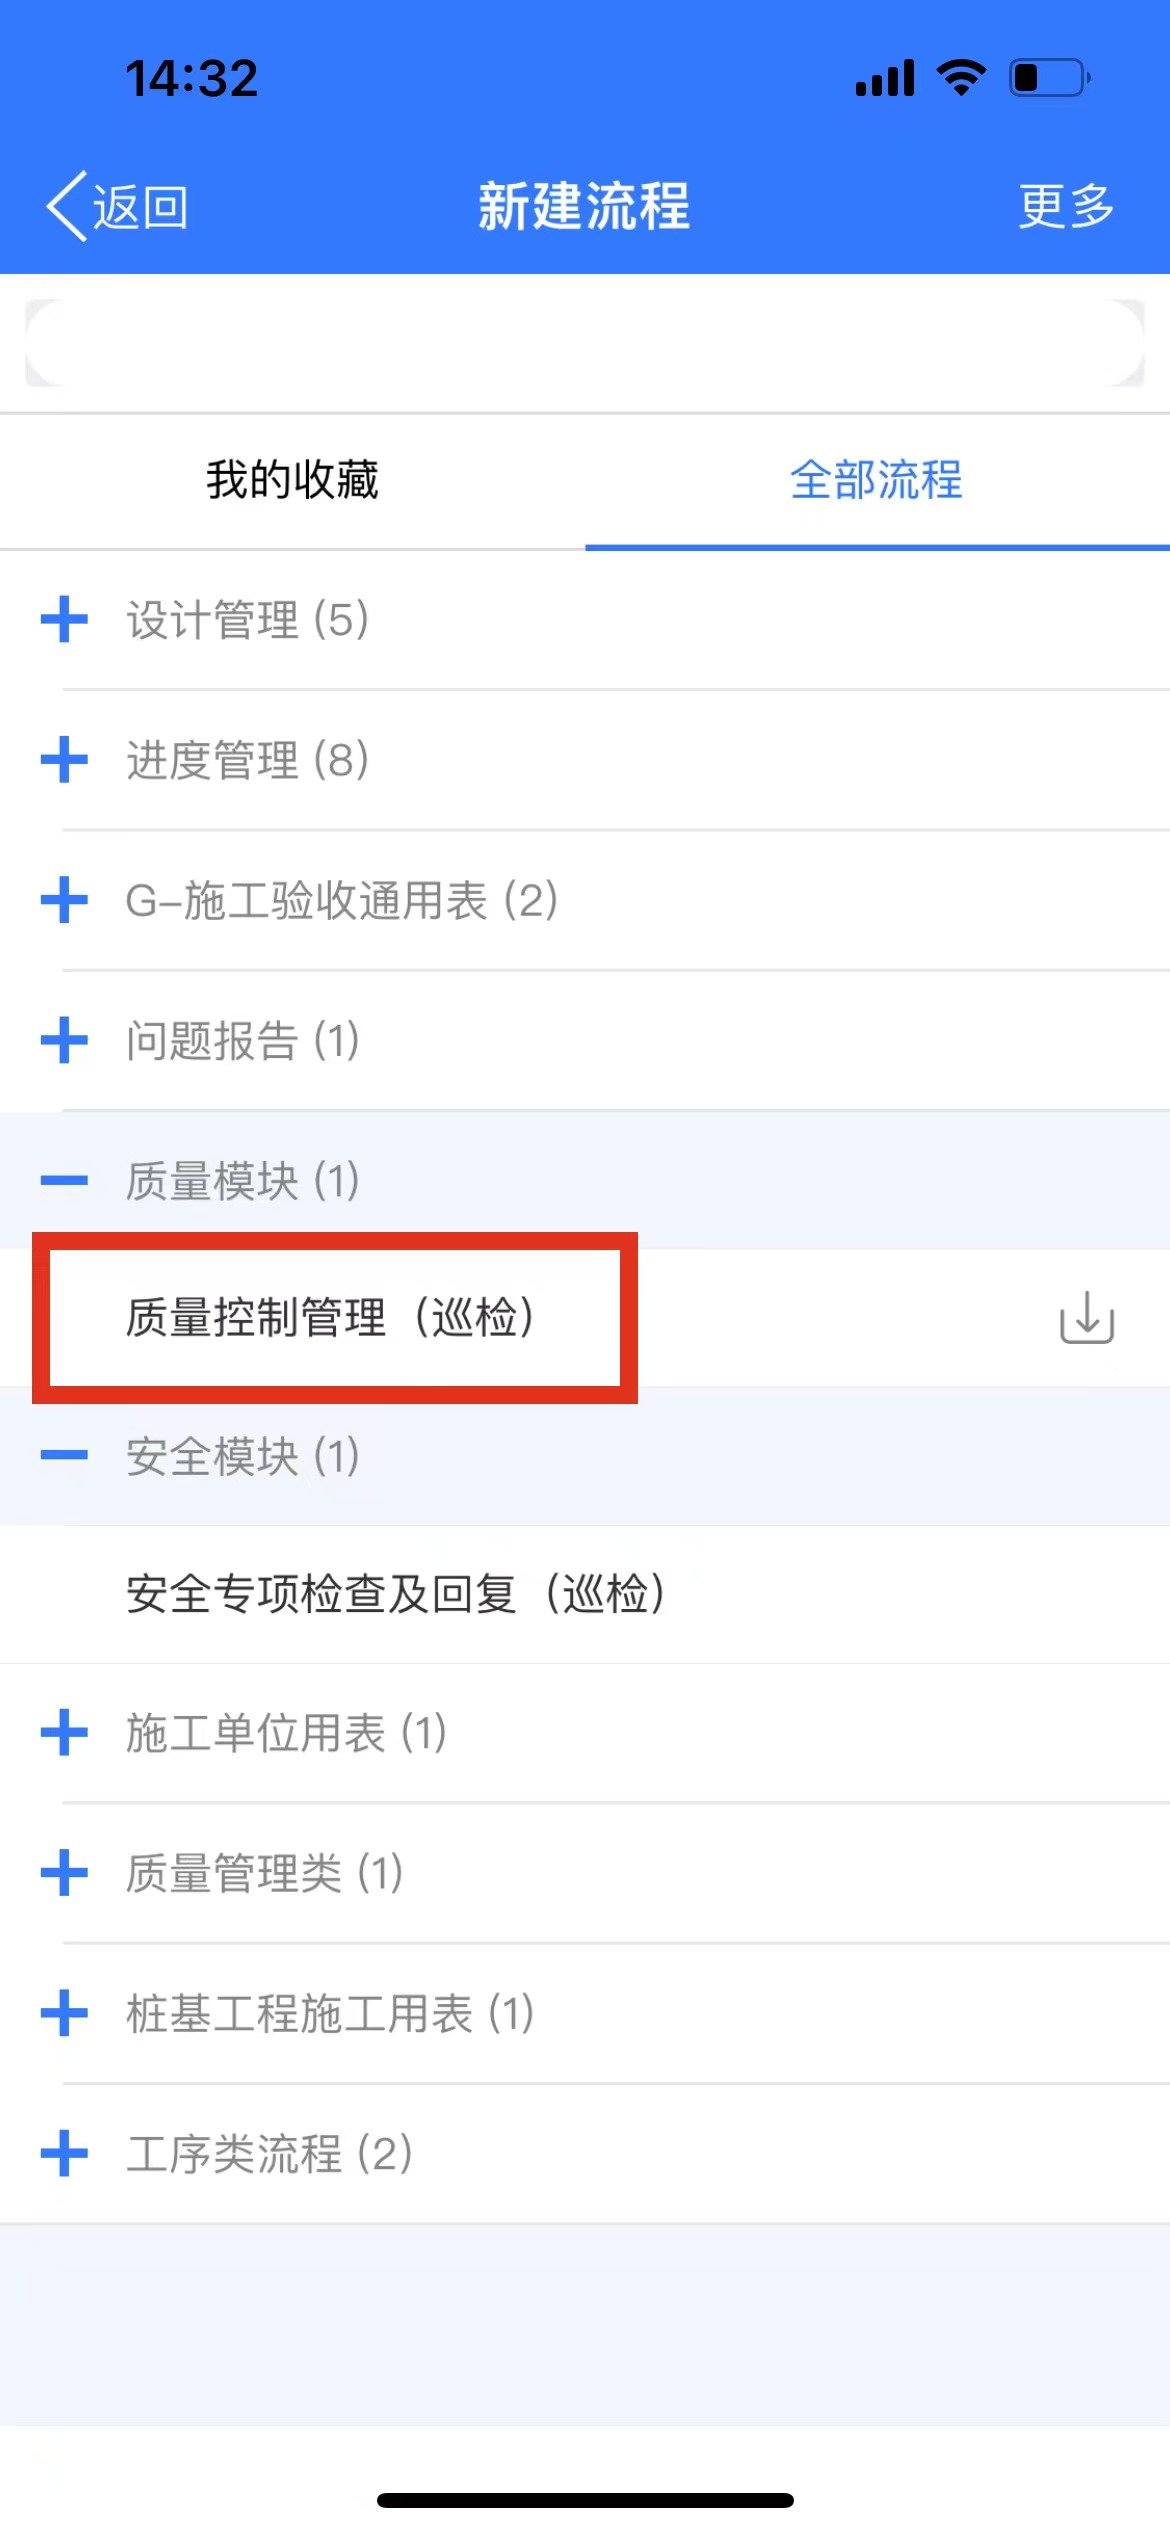 14:32
返回
新建流程
更多
我的收藏
全部流程
设计管理 (5)
进度管理 (8)
G-施工验收通用表 (2)
问题报告 (1)
质量模块 (1)
质量控制管理（巡检）
安全模块 (1)
安全专项检查及回复（巡检）
施工单位用表 (1)
质量管理类 (1)
桩基工程施工用表 (1)
工序类流程 (2)